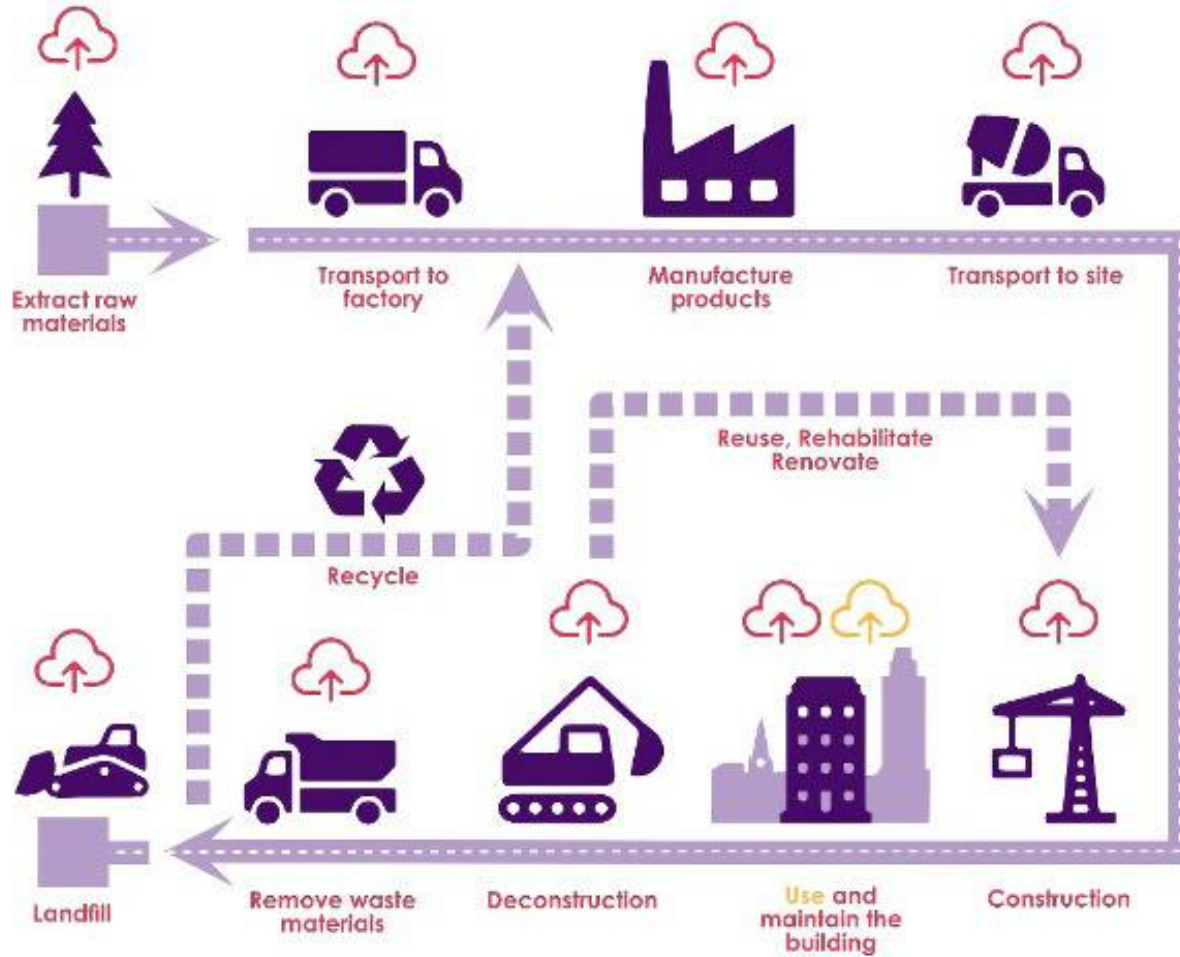 Extract raw
materials
Transport to
factory
Manufacture
products
Transport to site
Reuse, Rehabilitate
Renovate
Recycle
Landfill
Remove waste
materials
Deconstruction
Use and
maintain the
building
Construction